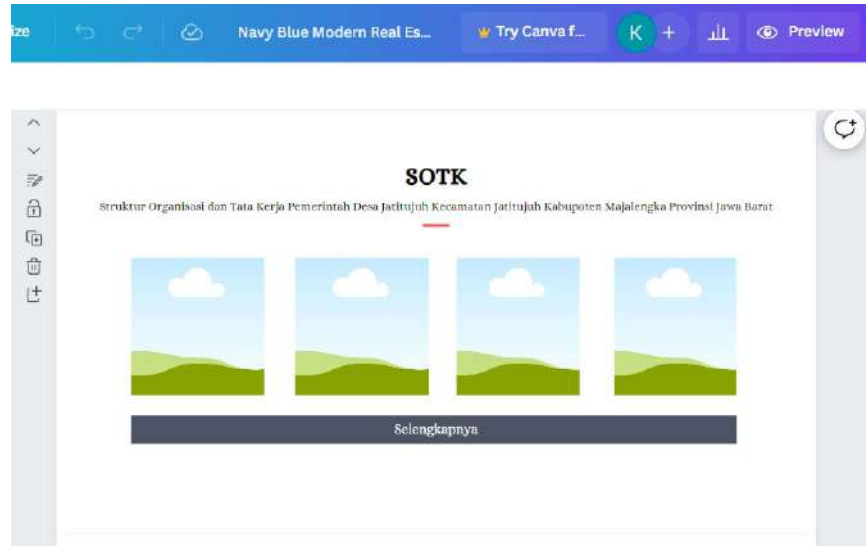 ize
Navy Blue Modern Real Es...
Try Canva f...
K
+
Preview
SOTK
Struktur Organisasi dan Tata Kerja Pemerintah Desa Jatitujuh Kecamatan Jatitujuh Kabupaten Majalengka Provinsi Jawa Barat
Selengkapnya